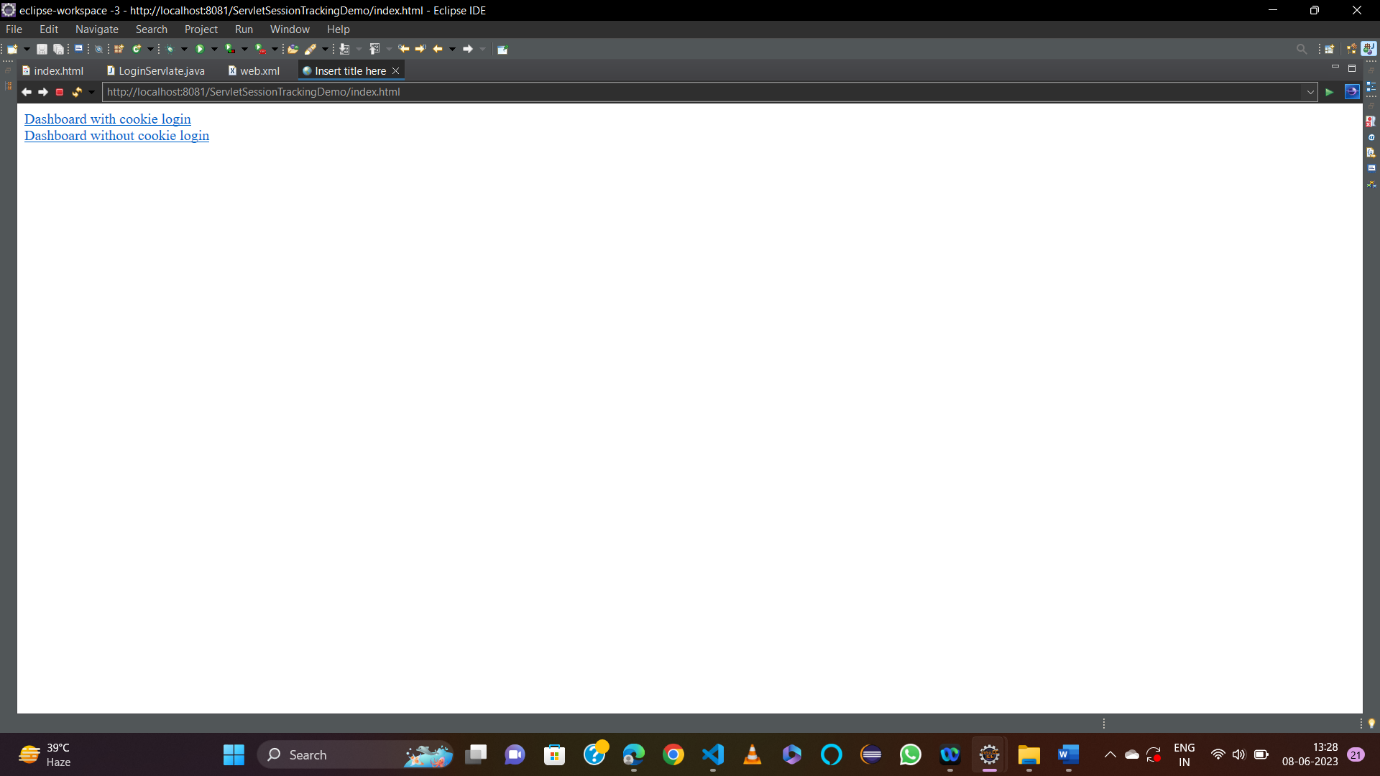 eclipse-workspace -3 - http://localhost:8081/ServletSessionTrackingDemo/index.html - Eclipse IDE
File Edit Navigate Search Project Run Window Help
index.html LoginServlate.java web.xml Insert title here
http://localhost:8081/ServletSessionTrackingDemo/index.html
Dashboard with cookie login
Dashboard without cookie login
39°C
Haze
Search
ENG
IN
13:28
08-06-2023
21